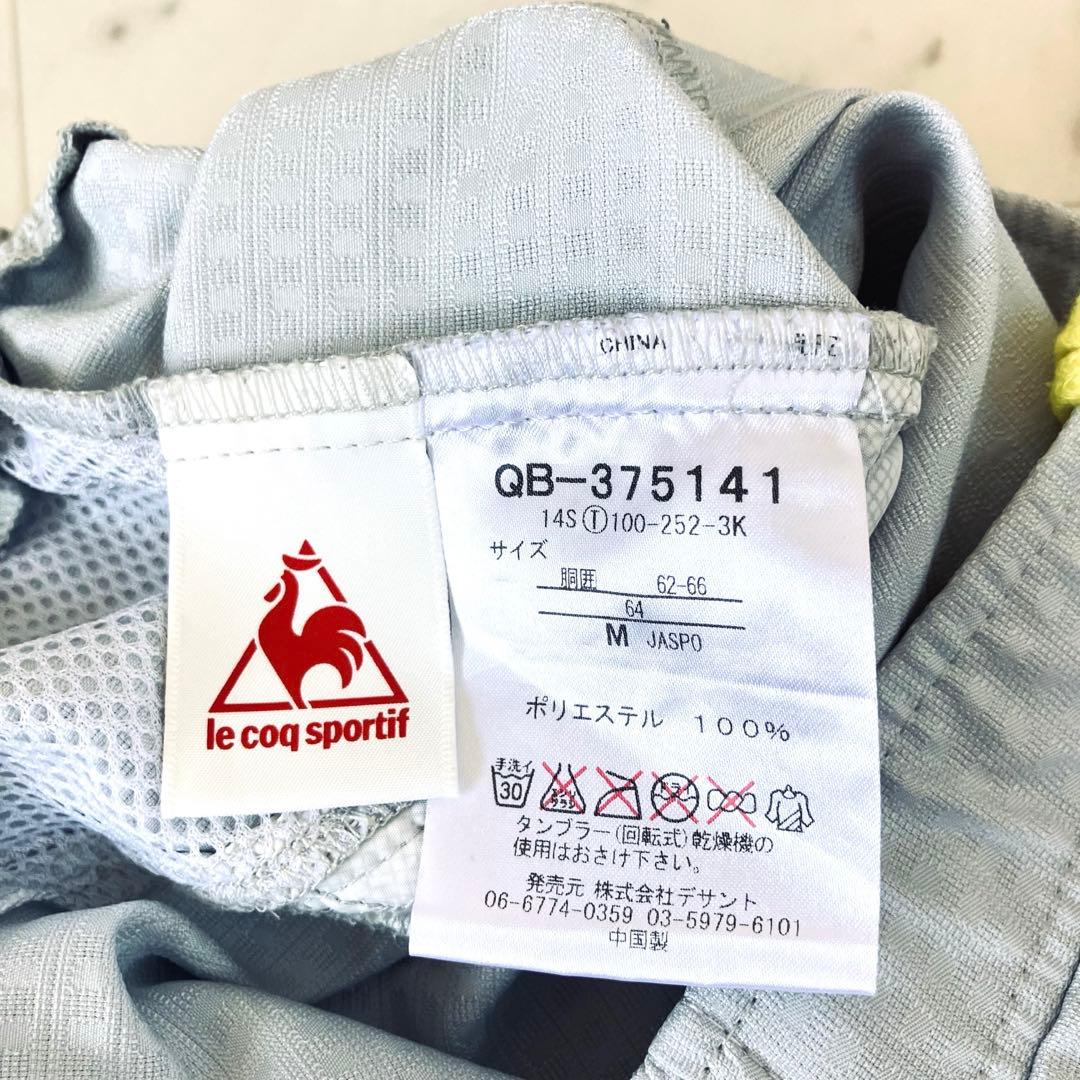 CHINA
le coq sportif
QB-375141
14S Ⓣ100-252-3K
サイズ
胴囲 62-66
64
M JASPO
ポリエステル 100%
手洗イ
30
タンブラー(回転式)乾燥機の
使用はおさけ下さい。
発売元 株式会社デサント
06-6774-0359 03-5979-6101
中国製